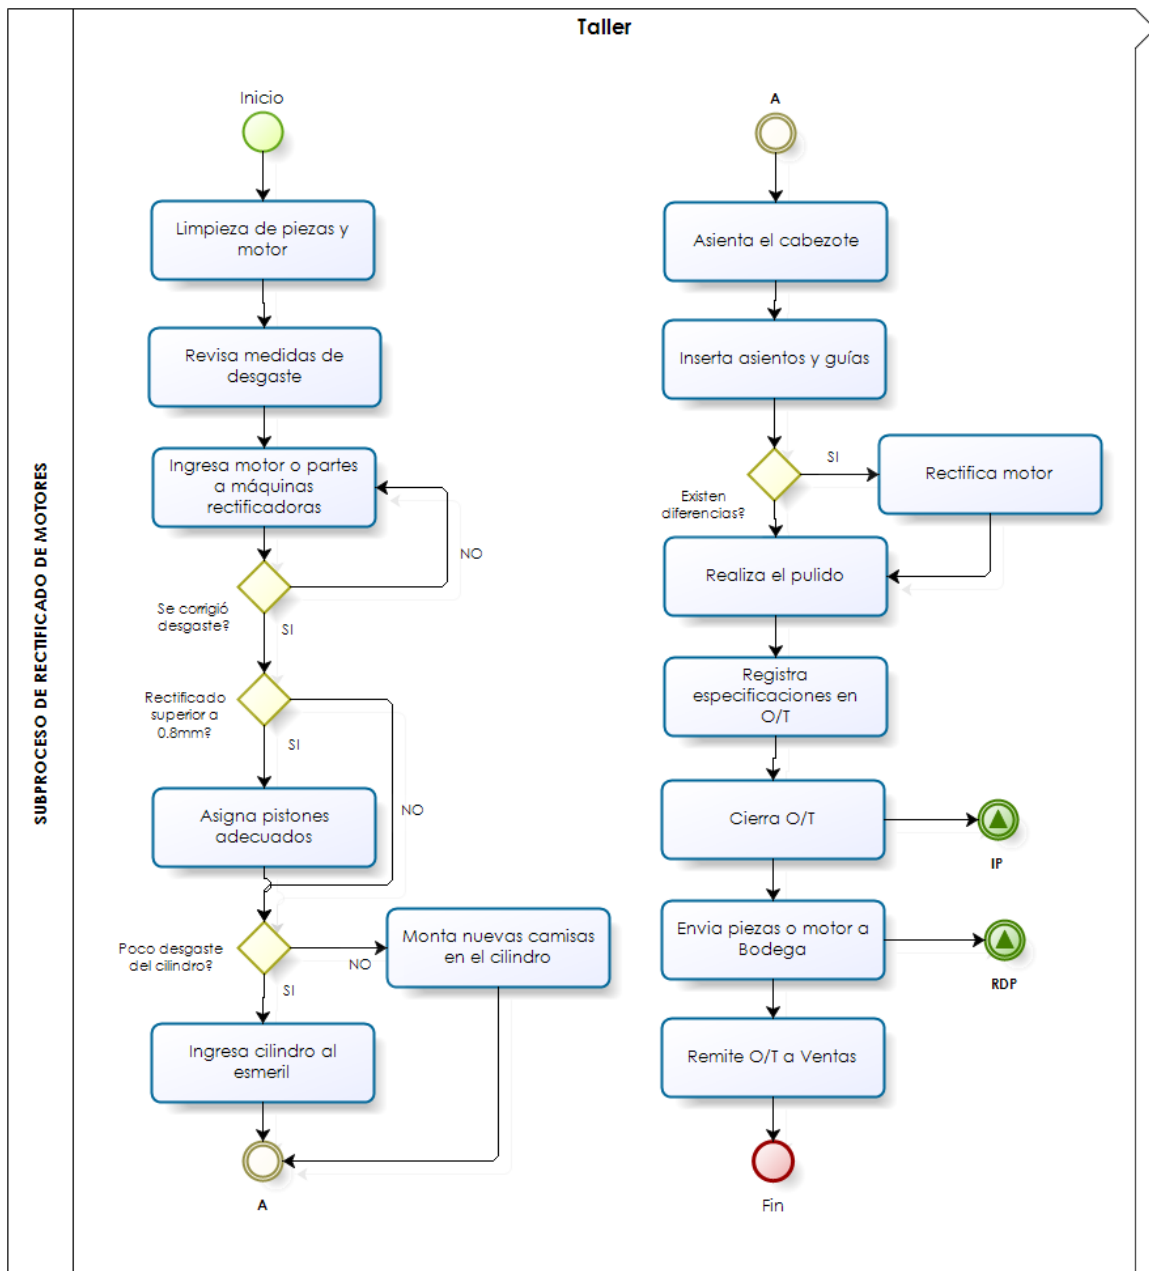 Taller
SUBPROCESO DE RECTIFICADO DE MOTORES
Inicio
Limpieza de piezas y
motor
Revisa medidas de
desgaste
Ingresa motor o partes
a máquinas
rectificadoras
NO
Se corrigió
desgaste?
SI
Rectificado
superior a
0.8mm?
SI
NO
Asigna pistones
adecuados
Poco desgaste
del cilindro?
NO
Monta nuevas camisas
en el cilindro
SI
Ingresa cilindro al
esmeril
A
A
Asienta el cabezote
Inserta asientos y guías
SI
Rectifica motor
Existen
diferencias?
Realiza el pulido
Registra
especificaciones en
O/T
Cierra O/T
IP
Envia piezas o motor a
Bodega
RDP
Remite O/T a Ventas
Fin